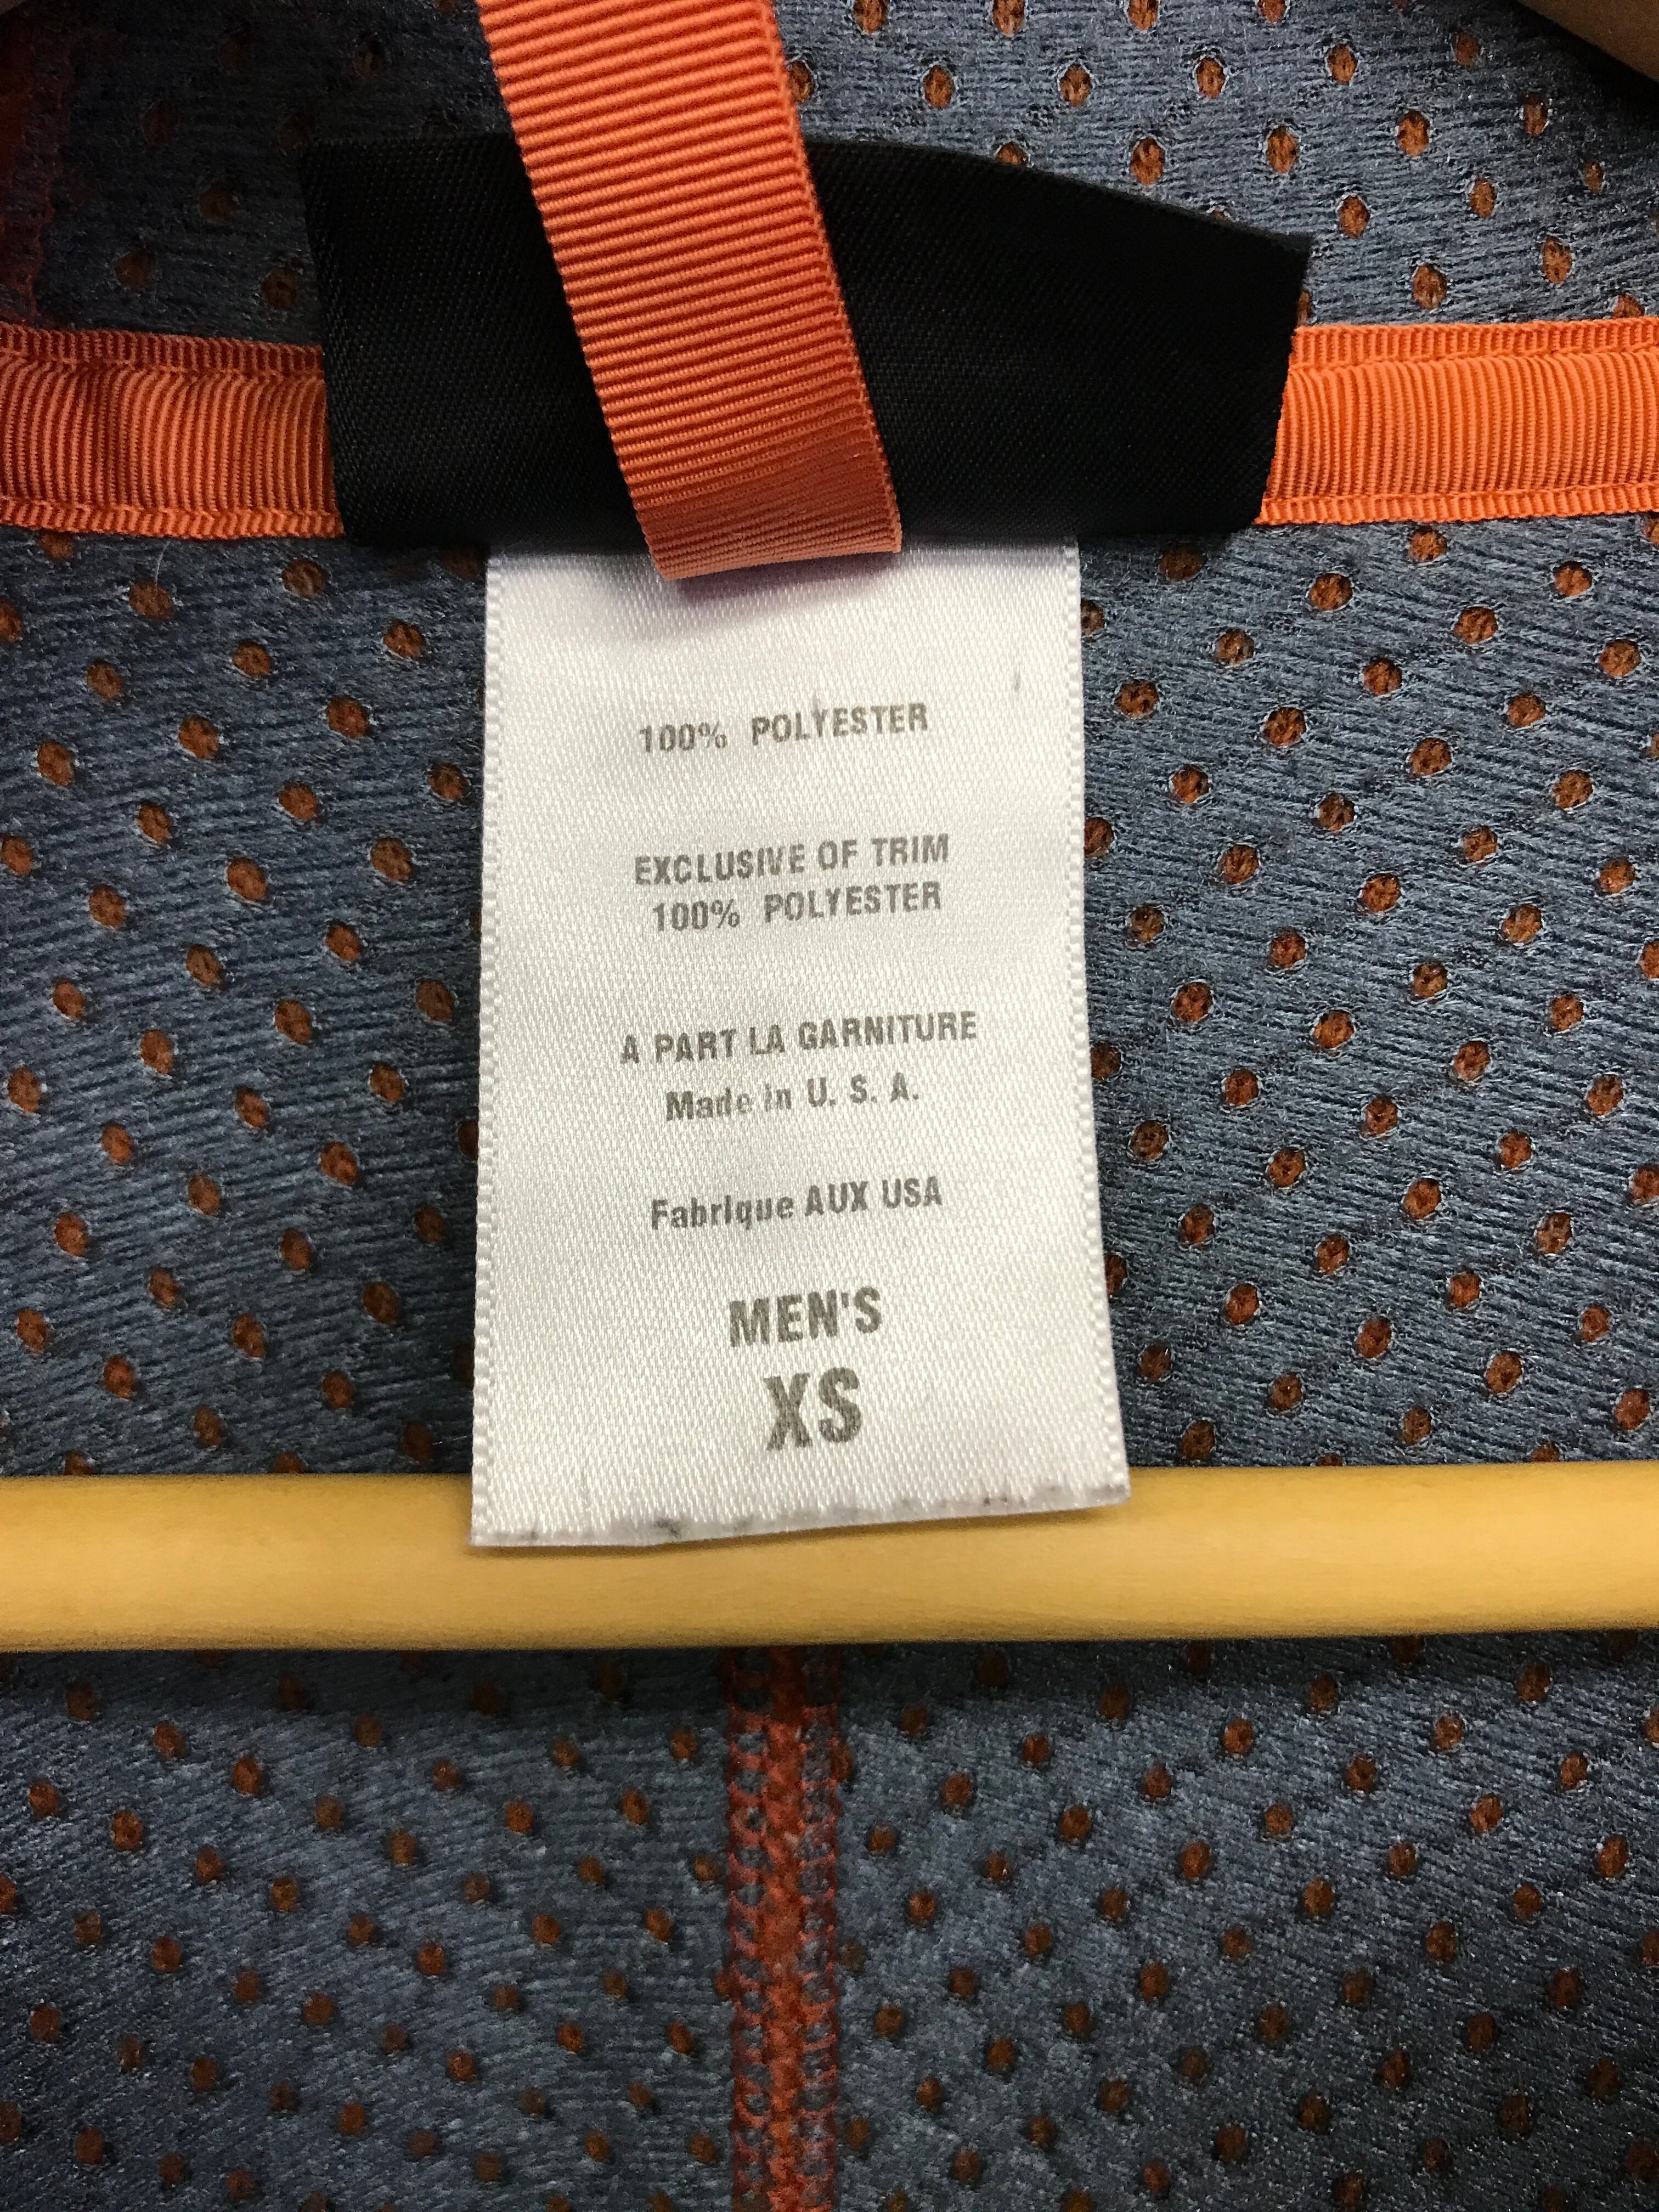 100% POLYESTER
EXCLUSIVE OF TRIM
100% POLYESTER
A PART LA GARNITURE
Made in U. S. A.
Fabrique AUX USA
MEN'S
XS